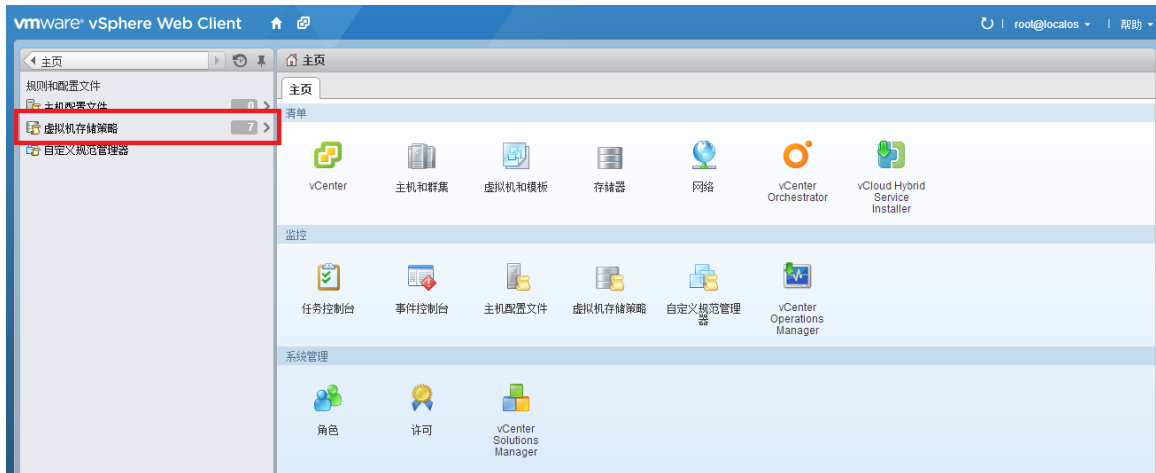 vmware® vSphere Web Client
root@localos
帮助
主页
主页
规则和配置文件
主页
主机配置文件 0
清单
虚拟机存储策略 7
自定义规范管理器
vCenter
主机和群集
虚拟机和模板
存储器
网络
vCenter
Orchestrator
vCloud Hybrid
Service
Installer
监控
任务控制台
事件控制台
主机配置文件
虚拟机存储策略
自定义规范管理
器
vCenter
Operations
Manager
系统管理
角色
许可
vCenter
Solutions
Manager